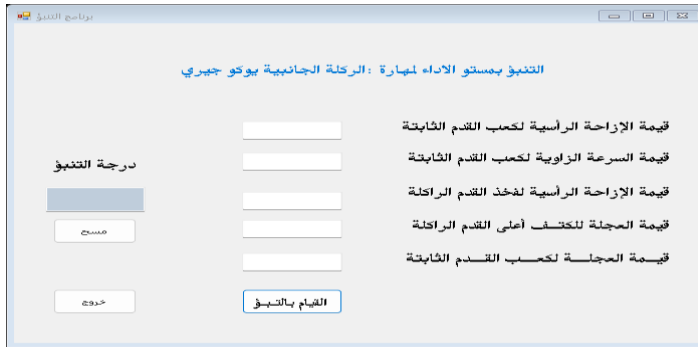 برنامج التنبؤ
التنبؤ بمستو الاداء لمهارة :الركلة الجانبية يوكو جيري
قيمة الإزاحة الرأسية لكعب القدم الثابتة
قيمة السرعة الزاوية لكعب القدم الثابتة
درجة التنبؤ
قيمة الإزاحة الرأسية لفخذ القدم الراكلة
قيمة العجلة للكتف أعلى القدم الراكلة
مسح
قيمة العجلة لكعب القدم الثابتة
القيام بالتنبؤ
خروج